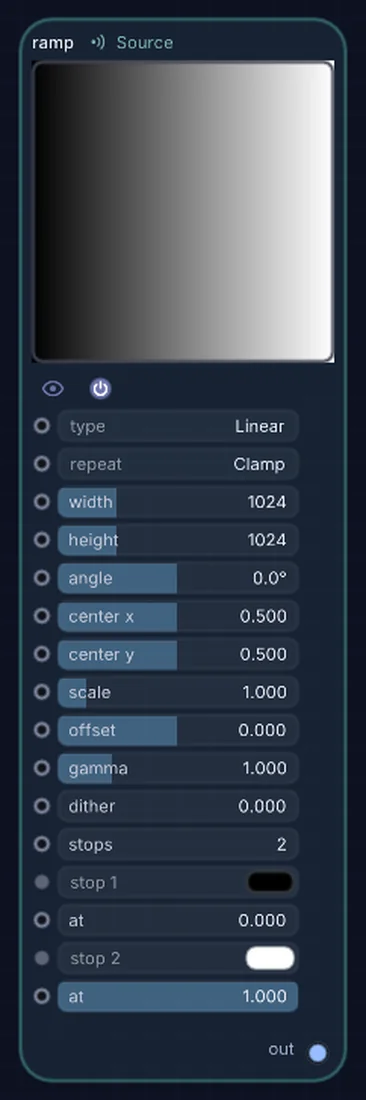 ramp Source
type Linear
repeat Clamp
width 1024
height 1024
angle 0.0°
center x 0.500
center y 0.500
scale 1.000
offset 0.000
gamma 1.000
dither 0.000
stops 2
stop 1
at 0.000
stop 2
at 1.000
out